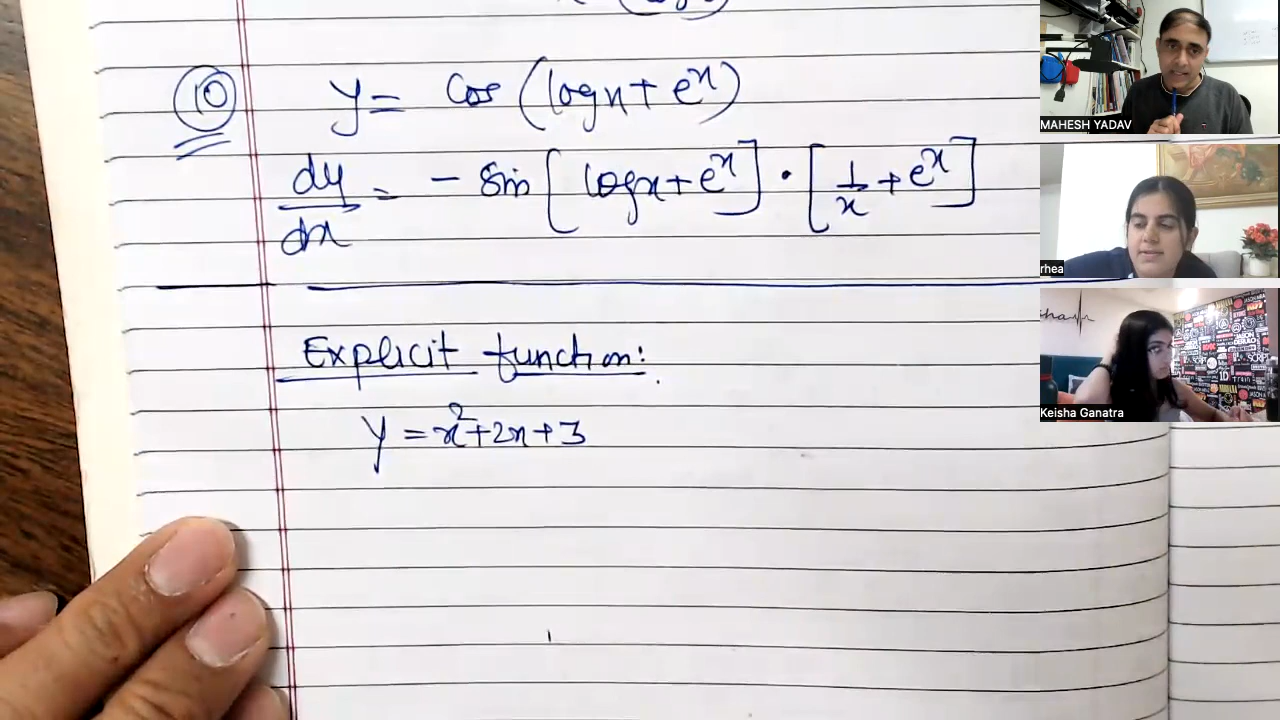 10 y = cos (log x + e^x)
dy/dx = - sin [log x + e^x] · [1/x + e^x]
Explicit function:
y = x² + 2x + 3
MAHESH YADAV
rhea
Keisha Ganatra